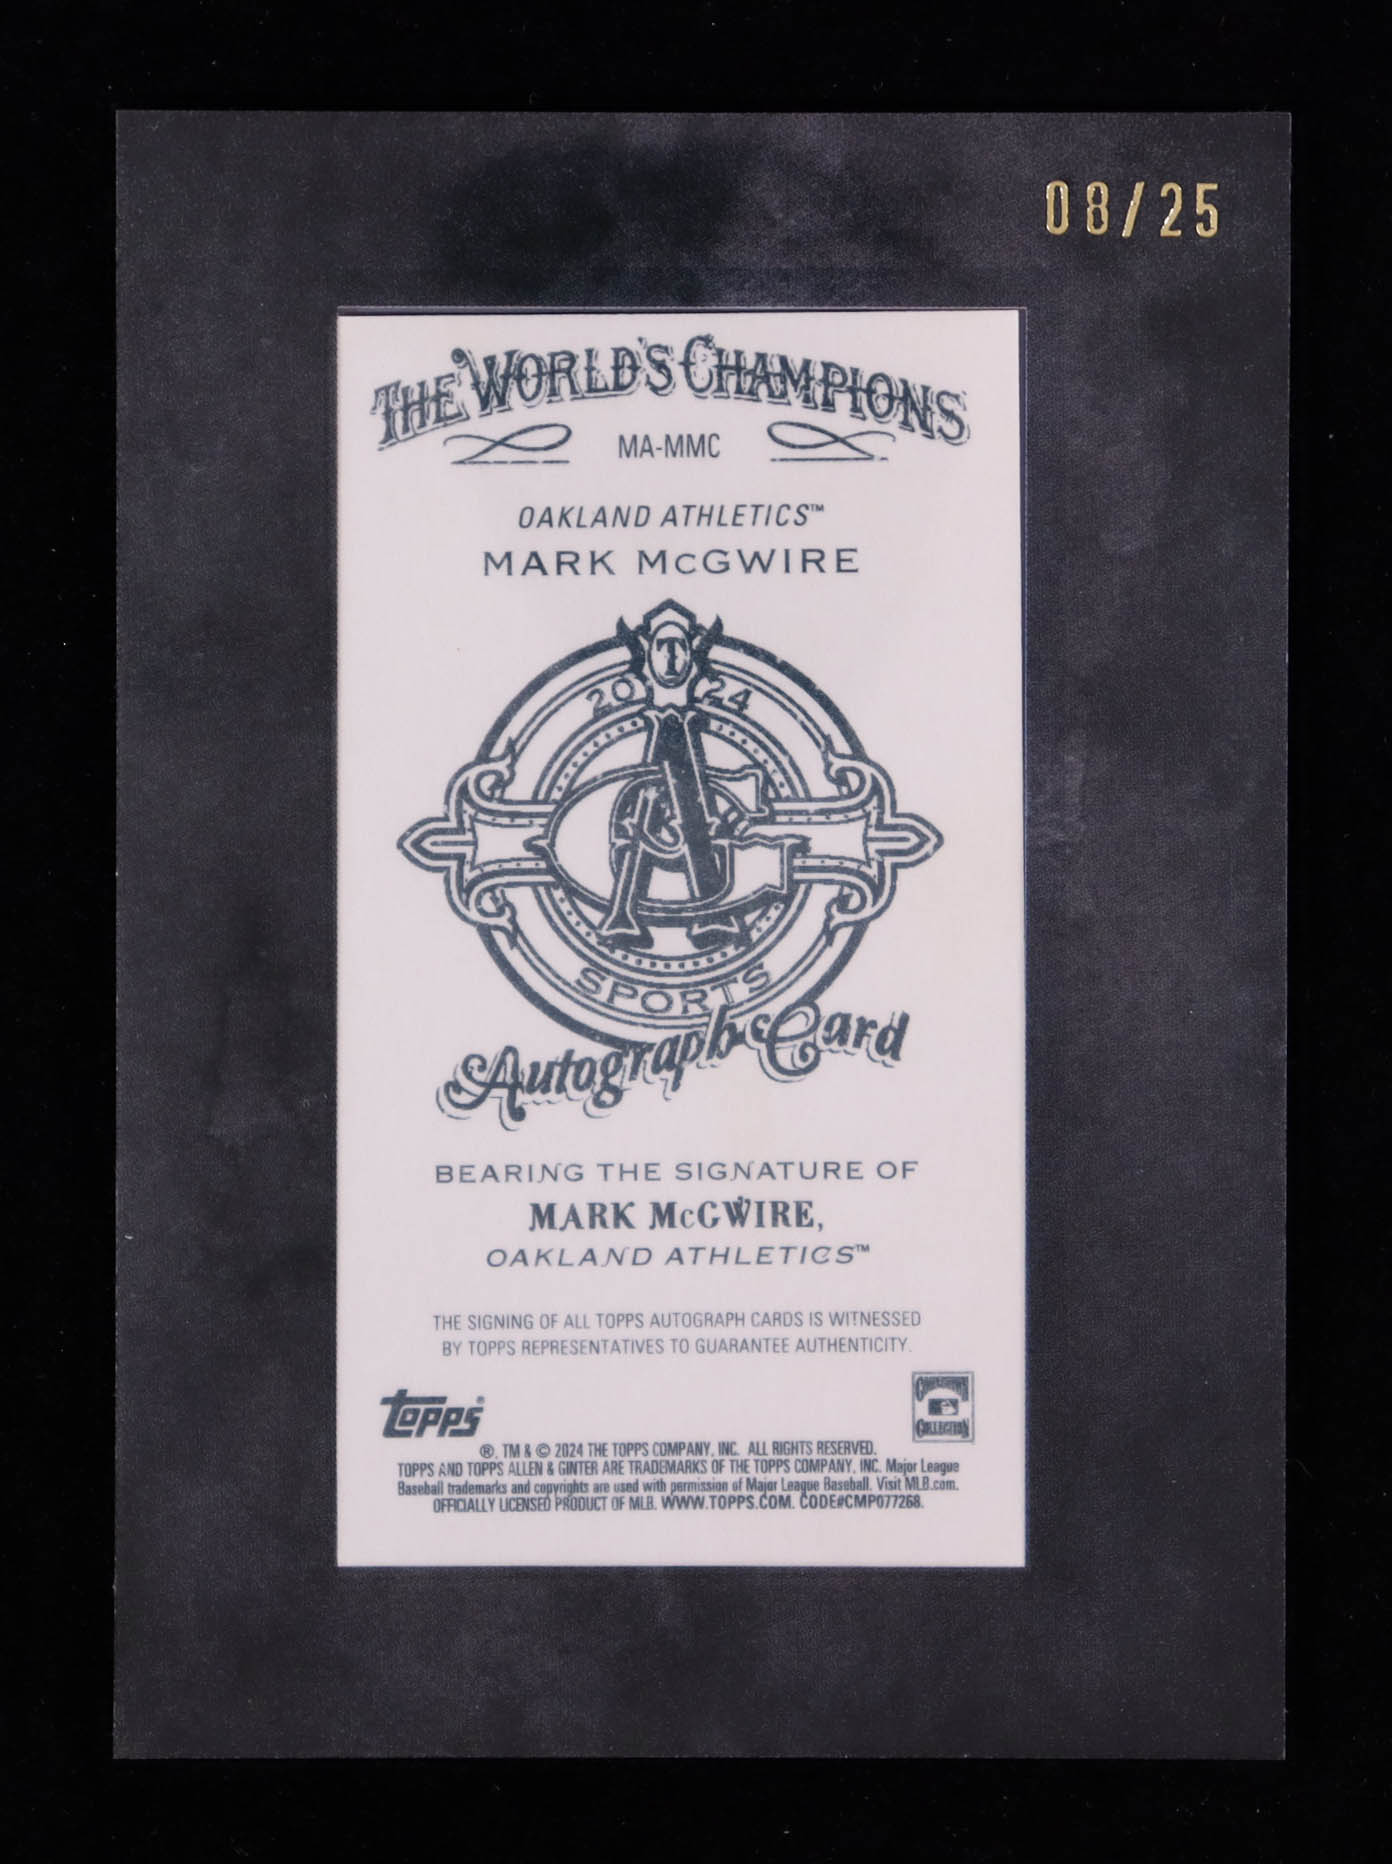 08/25
THE WORLD'S CHAMPIONS
MA-MMC
OAKLAND ATHLETICS™
MARK McGWIRE
T
20 24
A&G
SPORTS
Autograph Card
BEARING THE SIGNATURE OF
MARK McGWIRE,
OAKLAND ATHLETICS™
THE SIGNING OF ALL TOPPS AUTOGRAPH CARDS IS WITNESSED
BY TOPPS REPRESENTATIVES TO GUARANTEE AUTHENTICITY.
topps®
COOPERSTOWN
COLLECTION
®, TM & © 2024 THE TOPPS COMPANY, INC. ALL RIGHTS RESERVED.
TOPPS AND TOPPS ALLEN & GINTER ARE TRADEMARKS OF THE TOPPS COMPANY, INC. Major League
Baseball trademarks and copyrights are used with permission of Major League Baseball. Visit MLB.com.
OFFICIALLY LICENSED PRODUCT OF MLB. WWW.TOPPS.COM. CODE#CMP077268.